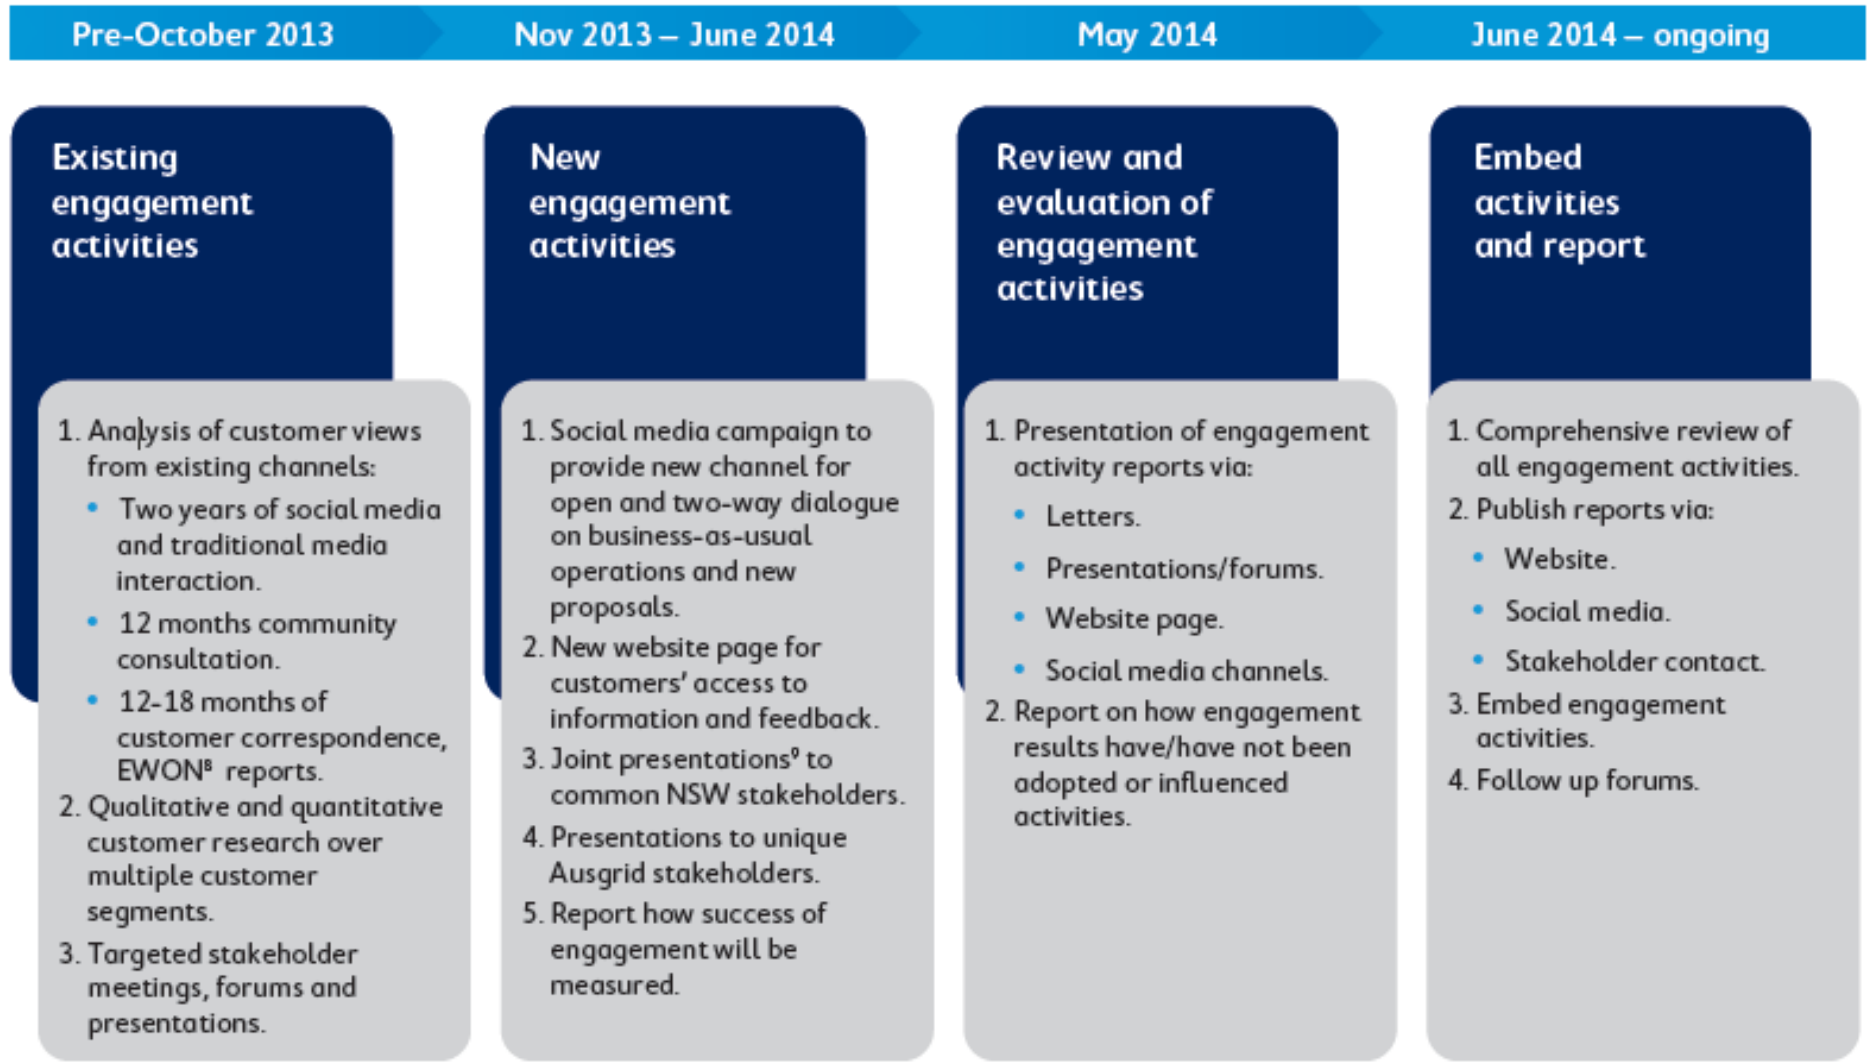 Pre-October 2013
Nov 2013 – June 2014
May 2014
June 2014 – ongoing
Existing
engagement
activities
1. Analysis of customer views
from existing channels:
• Two years of social media
and traditional media
interaction.
• 12 months community
consultation.
• 12-18 months of
customer correspondence,
EWON⁸ reports.
2. Qualitative and quantitative
customer research over
multiple customer
segments.
3. Targeted stakeholder
meetings, forums and
presentations.
New
engagement
activities
1. Social media campaign to
provide new channel for
open and two-way dialogue
on business-as-usual
operations and new
proposals.
2. New website page for
customers' access to
information and feedback.
3. Joint presentations⁹ to
common NSW stakeholders.
4. Presentations to unique
Ausgrid stakeholders.
5. Report how success of
engagement will be
measured.
Review and
evaluation of
engagement
activities
1. Presentation of engagement
activity reports via:
• Letters.
• Presentations/forums.
• Website page.
• Social media channels.
2. Report on how engagement
results have/have not been
adopted or influenced
activities.
Embed
activities
and report
1. Comprehensive review of
all engagement activities.
2. Publish reports via:
• Website.
• Social media.
• Stakeholder contact.
3. Embed engagement
activities.
4. Follow up forums.